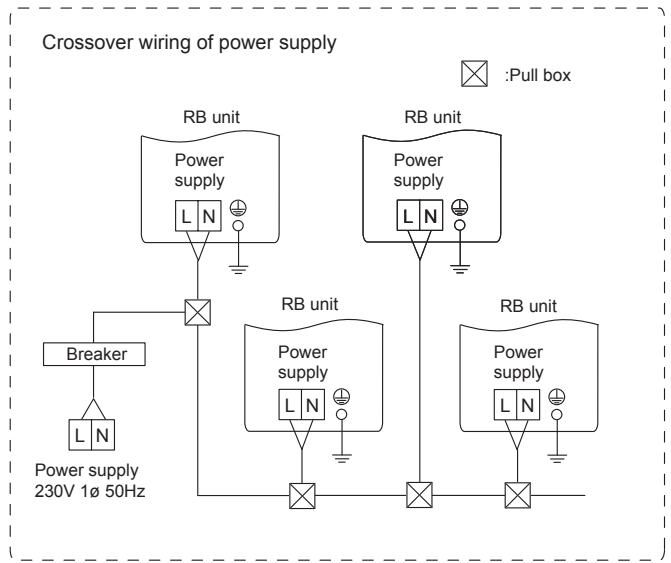 Crossover wiring of power supply
:Pull box
RB unit
Power
supply
L N
RB unit
Power
supply
L N
RB unit
Power
supply
L N
RB unit
Power
supply
L N
Breaker
L N
Power supply
230V 1ø 50Hz